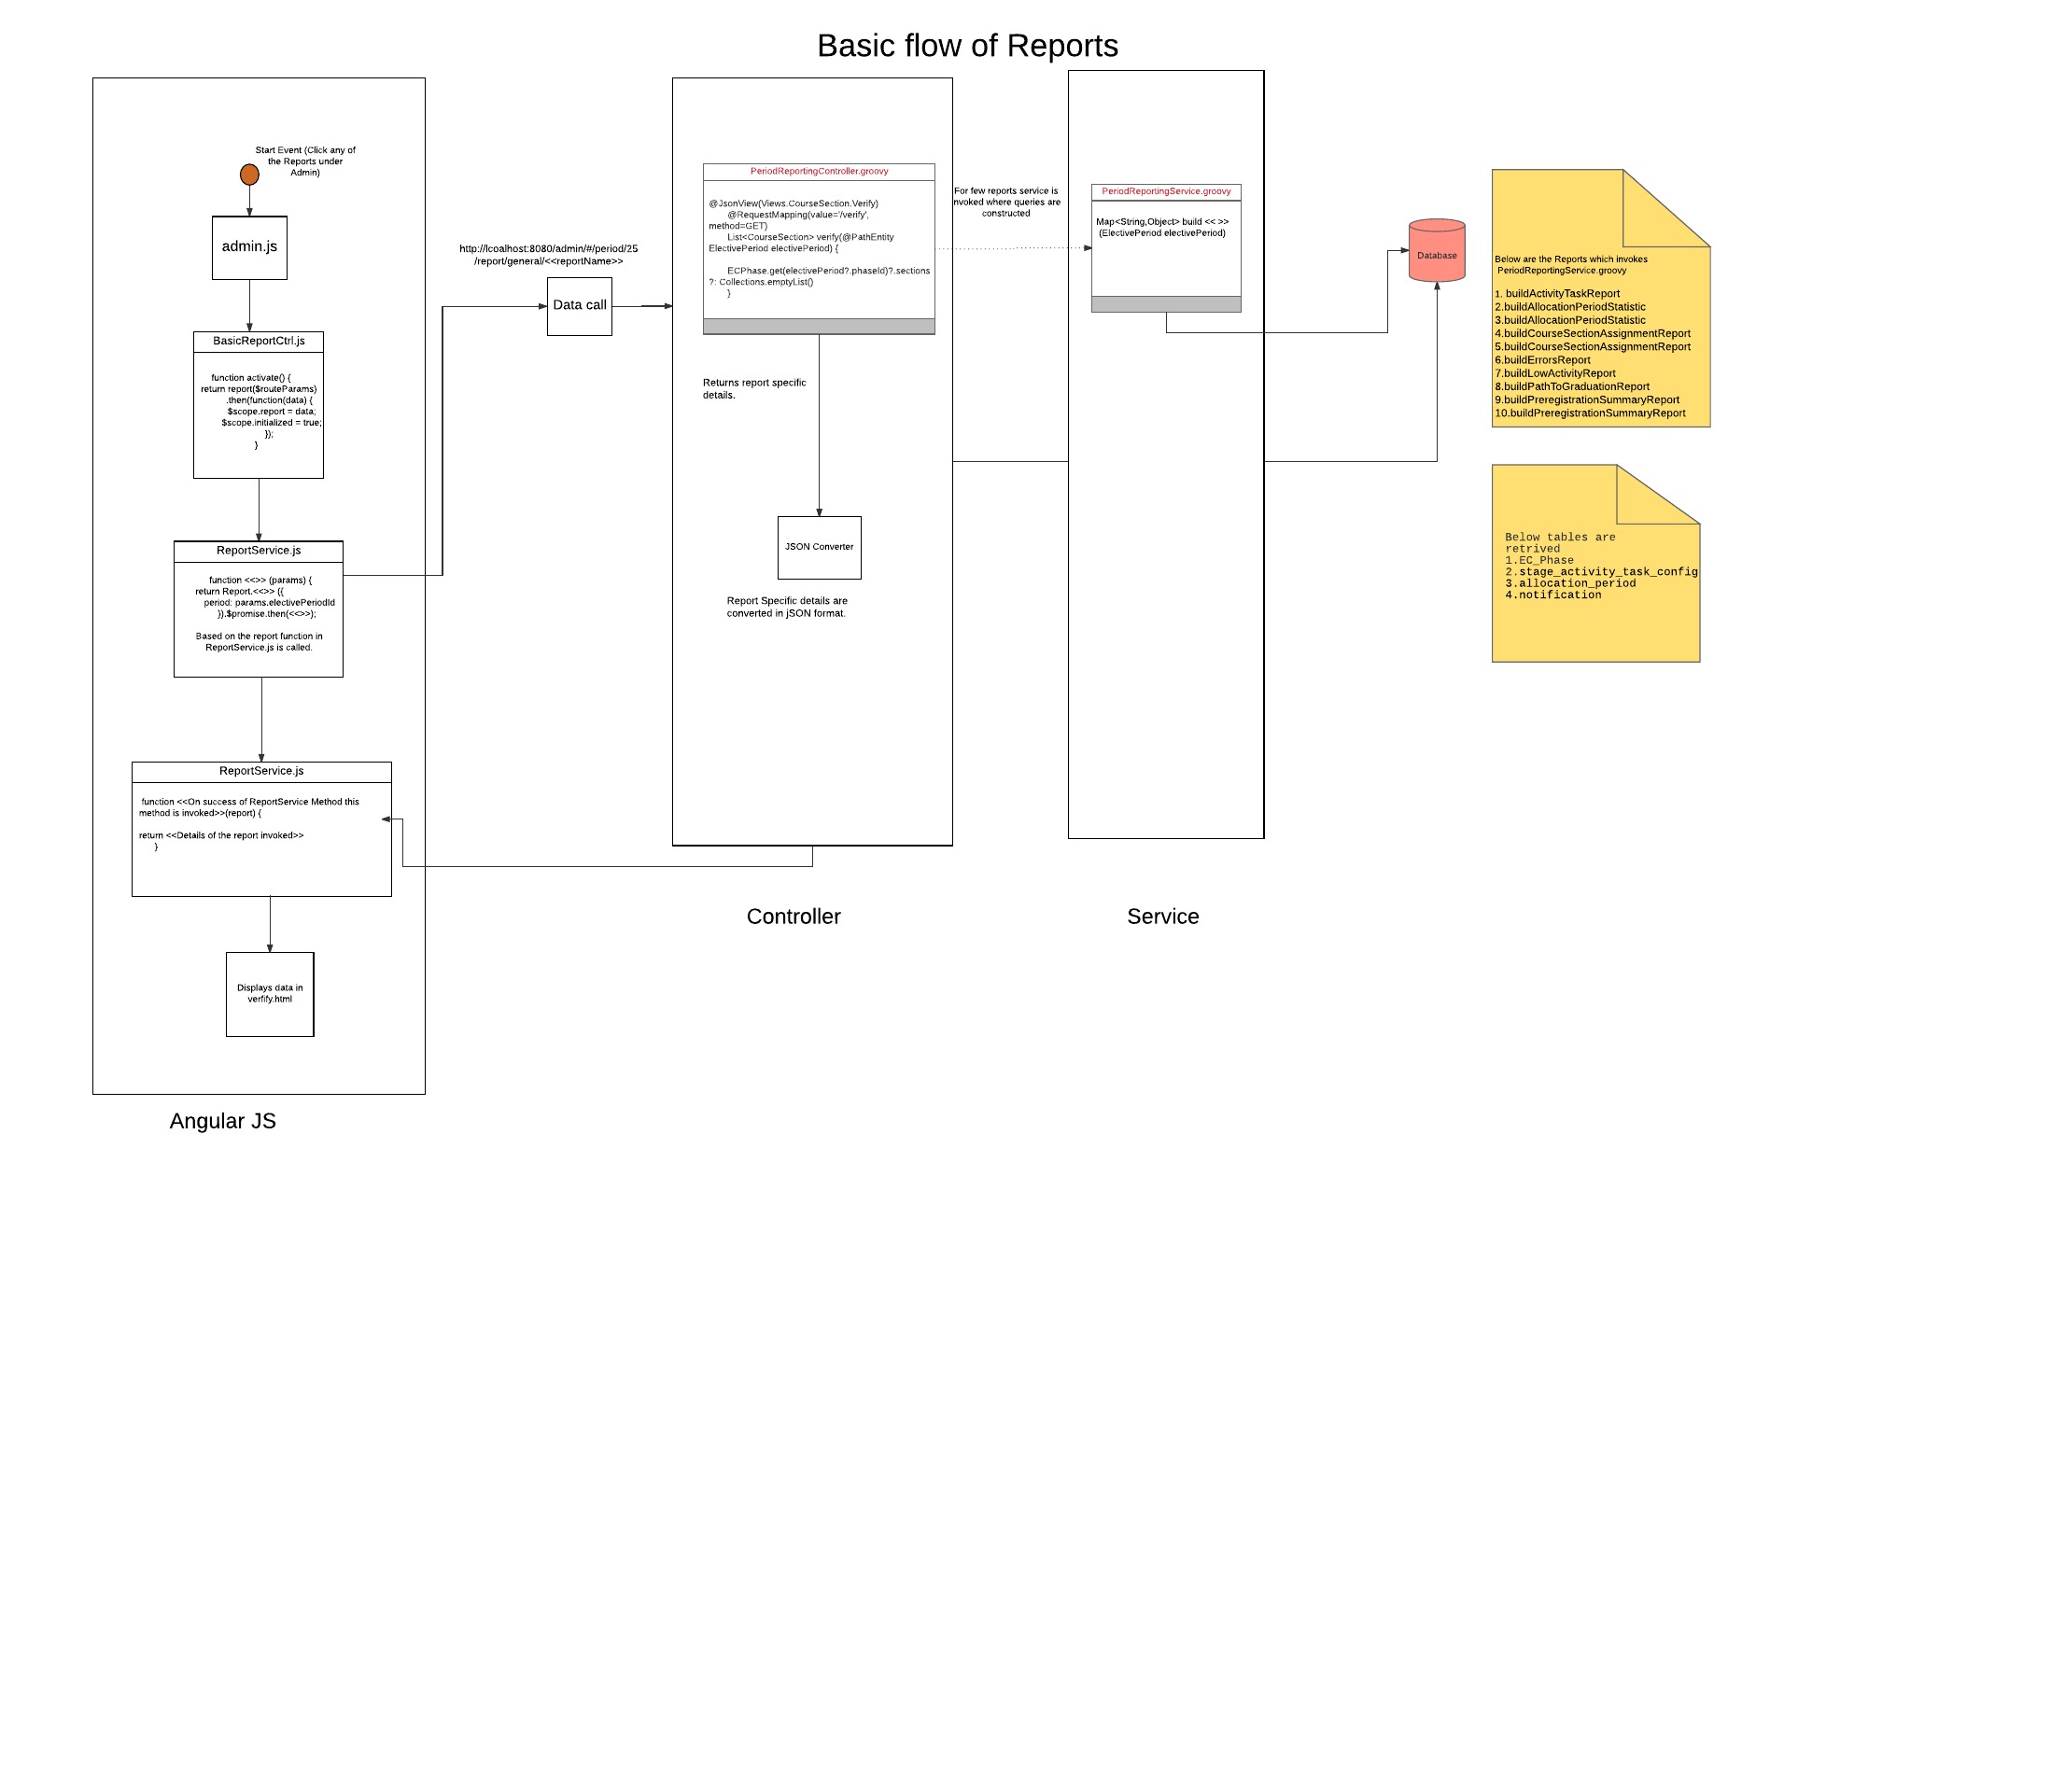 Basic flow of Reports
Start Event (Click any of
the Reports under
Admin)
admin.js
BasicReportCtrl.js
function activate() {
return report($routeParams)
.then(function(data) {
$scope.report = data;
$scope.initialized = true;
});
}
ReportService.js
function <<>> (params) {
return Report.<<>> ({
period: params.electivePeriodId
}).$promise.then(<<>>);
Based on the report function in
ReportService.js is called.
ReportService.js
function <<On success of ReportService Method this
method is invoked>>(report) {
return <<Details of the report invoked>>
}
Displays data in
verfify.html
Angular JS
http://lcoalhost:8080/admin/#/period/25
/report/general/<<reportName>>
Data call
PeriodReportingController.groovy
@JsonView(Views.CourseSection.Verify)
@RequestMapping(value='/verify',
method=GET)
List<CourseSection> verify(@PathEntity
ElectivePeriod electivePeriod) {
ECPhase.get(electivePeriod?.phaseId)?.sections
?: Collections.emptyList()
}
Returns report specific
details.
JSON Converter
Report Specific details are
converted in jSON format.
Controller
For few reports service is
invoked where queries are
constructed
PeriodReportingService.groovy
Map<String,Object> build << >>
(ElectivePeriod electivePeriod)
Service
Database
Below are the Reports which invokes
PeriodReportingService.groovy
1. buildActivityTaskReport
2.buildAllocationPeriodStatistic
3.buildAllocationPeriodStatistic
4.buildCourseSectionAssignmentReport
5.buildCourseSectionAssignmentReport
6.buildErrorsReport
7.buildLowActivityReport
8.buildPathToGraduationReport
9.buildPreregistrationSummaryReport
10.buildPreregistrationSummaryReport
Below tables are
retrived
1.EC_Phase
2.stage_activity_task_config
3.allocation_period
4.notification